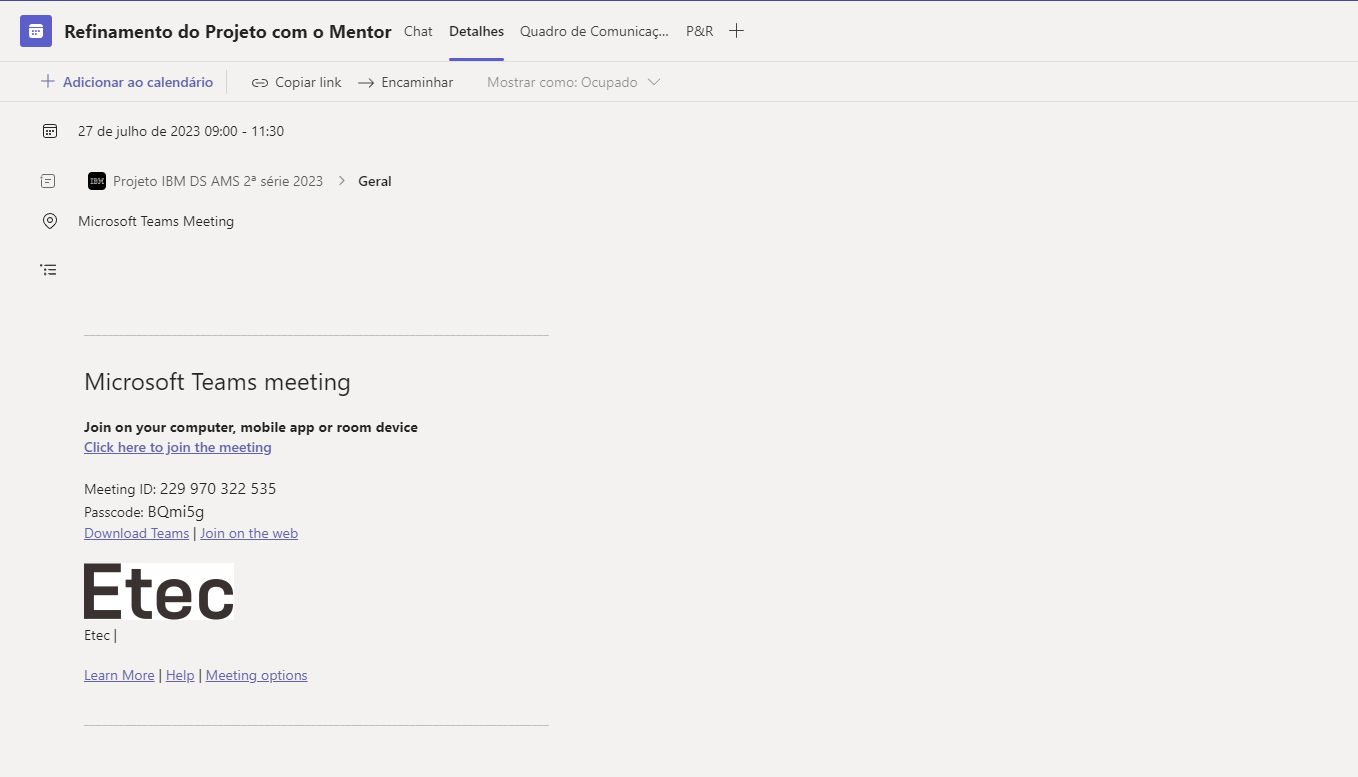 Refinamento do Projeto com o Mentor Chat Detalhes Quadro de Comunicaç... P&R
Adicionar ao calendário Copiar link Encaminhar Mostrar como: Ocupado
27 de julho de 2023 09:00 - 11:30
IBM Projeto IBM DS AMS 2ª série 2023 Geral
Microsoft Teams Meeting
Microsoft Teams meeting
Join on your computer, mobile app or room device
Click here to join the meeting
Meeting ID: 229 970 322 535
Passcode: BQmi5g
Download Teams | Join on the web
Etec
Etec |
Learn More | Help | Meeting options